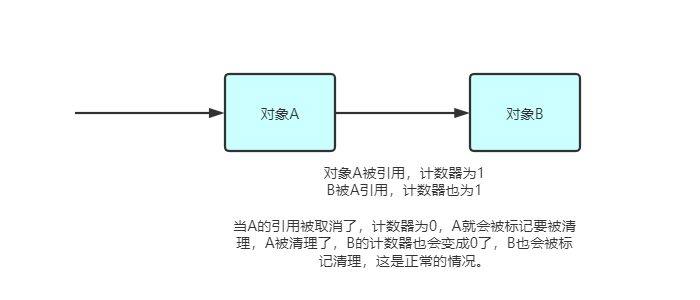 对象A
对象B
对象A被引用，计数器为1
B被A引用，计数器也为1
当A的引用被取消了，计数器为0，A就会被标记要被清
理，A被清理了，B的计数器也会变成0了，B也会被标
记清理，这是正常的情况。